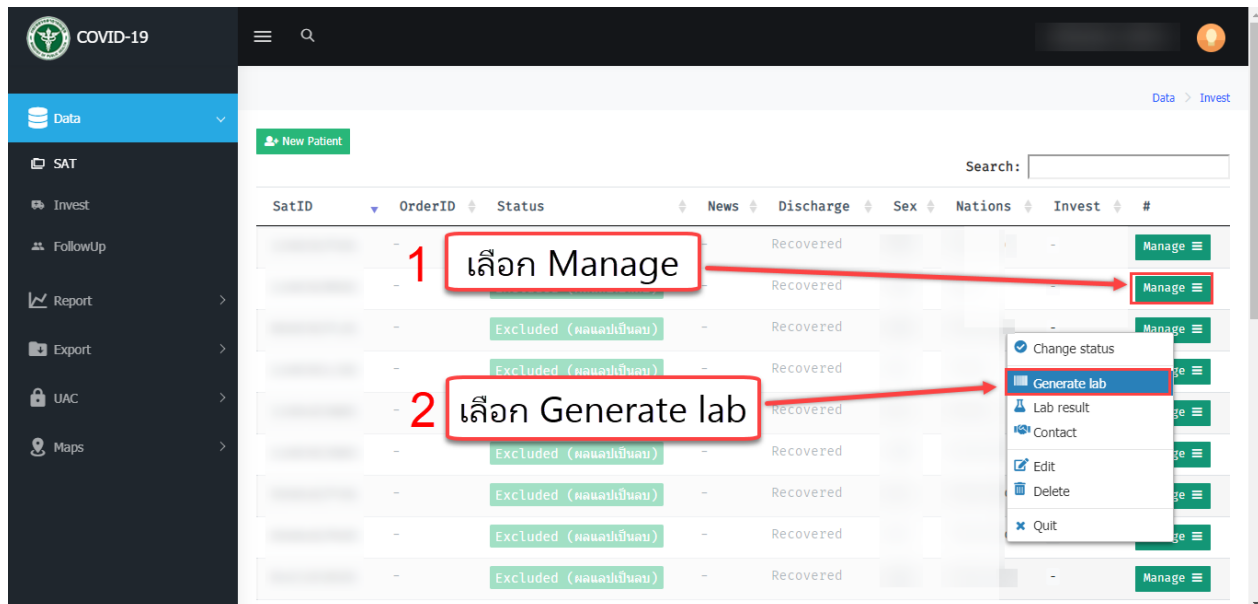 COVID-19
Data > Invest
Data
SAT
Invest
FollowUp
Report
Export
UAC
Maps
New Patient
Search:
SatID OrderID Status News Discharge Sex Nations Invest #
- - Recovered - Manage
1 เลือก Manage
Recovered - Manage
- Excluded (ผลแลปเป็นลบ) - Recovered - Manage
Change status
- Excluded (ผลแลปเป็นลบ) - Recovered
Generate lab
2 เลือก Generate lab
- Recovered
Lab result
Contact
- Excluded (ผลแลปเป็นลบ) - Recovered
Edit
Delete
- Excluded (ผลแลปเป็นลบ) - Recovered
Quit
- Excluded (ผลแลปเป็นลบ) - Recovered
- Excluded (ผลแลปเป็นลบ) - Recovered - Manage